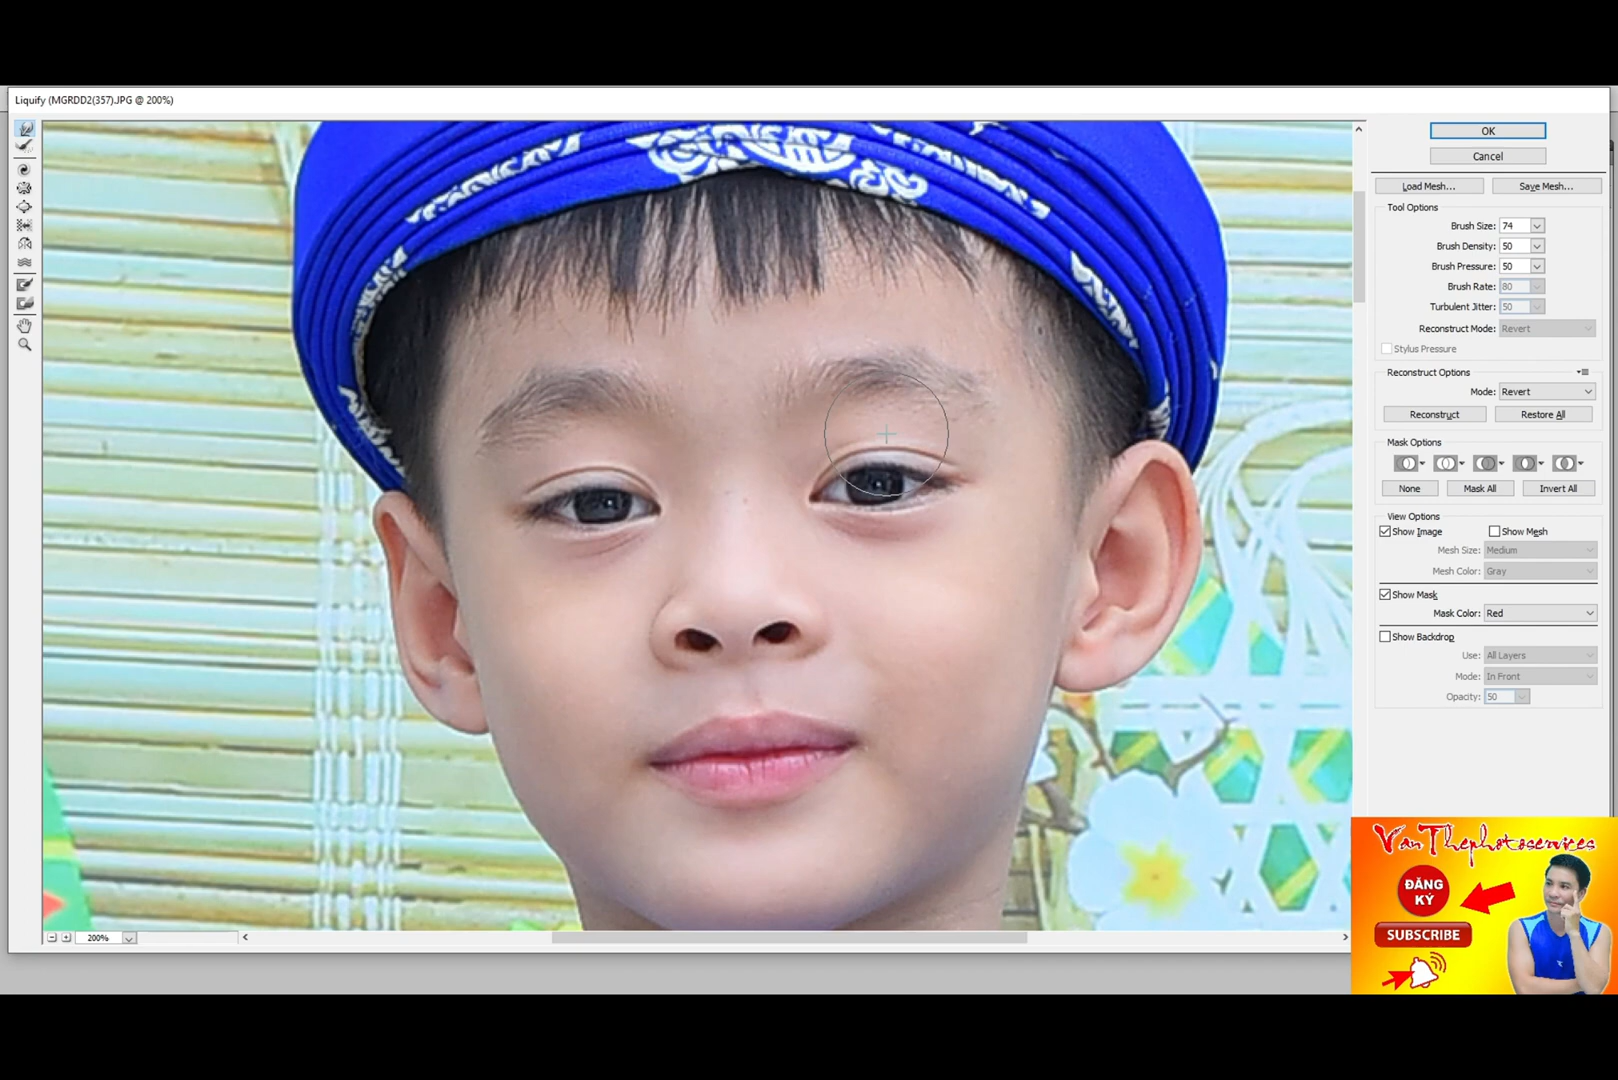 Liquify (MGRDD2(357).JPG @ 200%)
OK
Cancel
Load Mesh...
Save Mesh...
Tool Options
Brush Size: 74
Brush Density: 50
Brush Pressure: 50
Brush Rate: 80
Turbulent Jitter: 50
Reconstruct Mode: Revert
Stylus Pressure
Reconstruct Options
Mode: Revert
Reconstruct
Restore All
Mask Options
None
Mask All
Invert All
View Options
Show Image
Show Mesh
Mesh Size: Medium
Mesh Color: Gray
Show Mask
Mask Color: Red
Show Backdrop
Use: All Layers
Mode: In Front
Opacity: 50
200%
Van Thephotoservices
ĐĂNG
KÝ
SUBSCRIBE